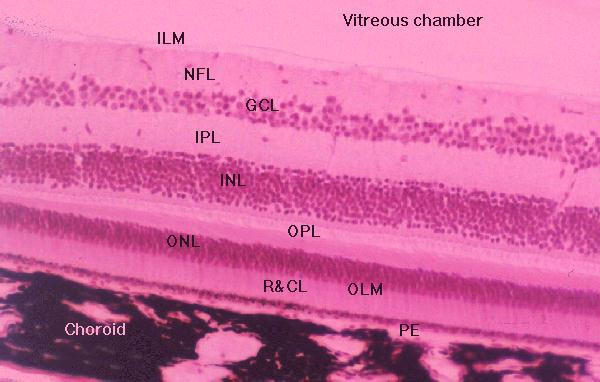 Vitreous chamber
ILM
NFL
GCL
IPL
INL
OPL
ONL
R&CL
OLM
Choroid
PE